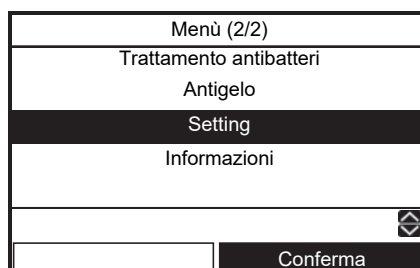 Menù (2/2)
Trattamento antibatteri
Antigelo
Setting
Informazioni
Conferma